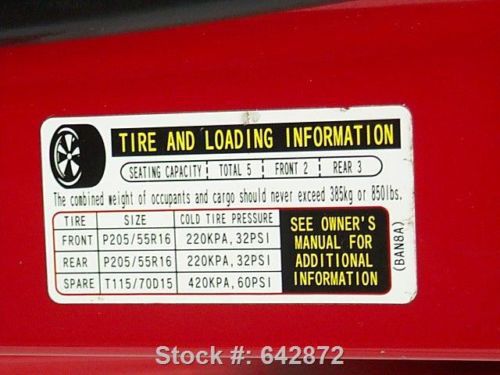 TIRE AND LOADING INFORMATION
SEATING CAPACITY TOTAL 5 FRONT 2 REAR 3
The combined weight of occupants and cargo should never exceed 385kg or 850lbs.
TIRE SIZE COLD TIRE PRESSURE
FRONT P205/55R16 220KPA,32PSI
REAR P205/55R16 220KPA,32PSI
SPARE T115/70D15 420KPA,60PSI
SEE OWNER'S
MANUAL FOR
ADDITIONAL
INFORMATION
(BAN8A)
Stock #: 642872